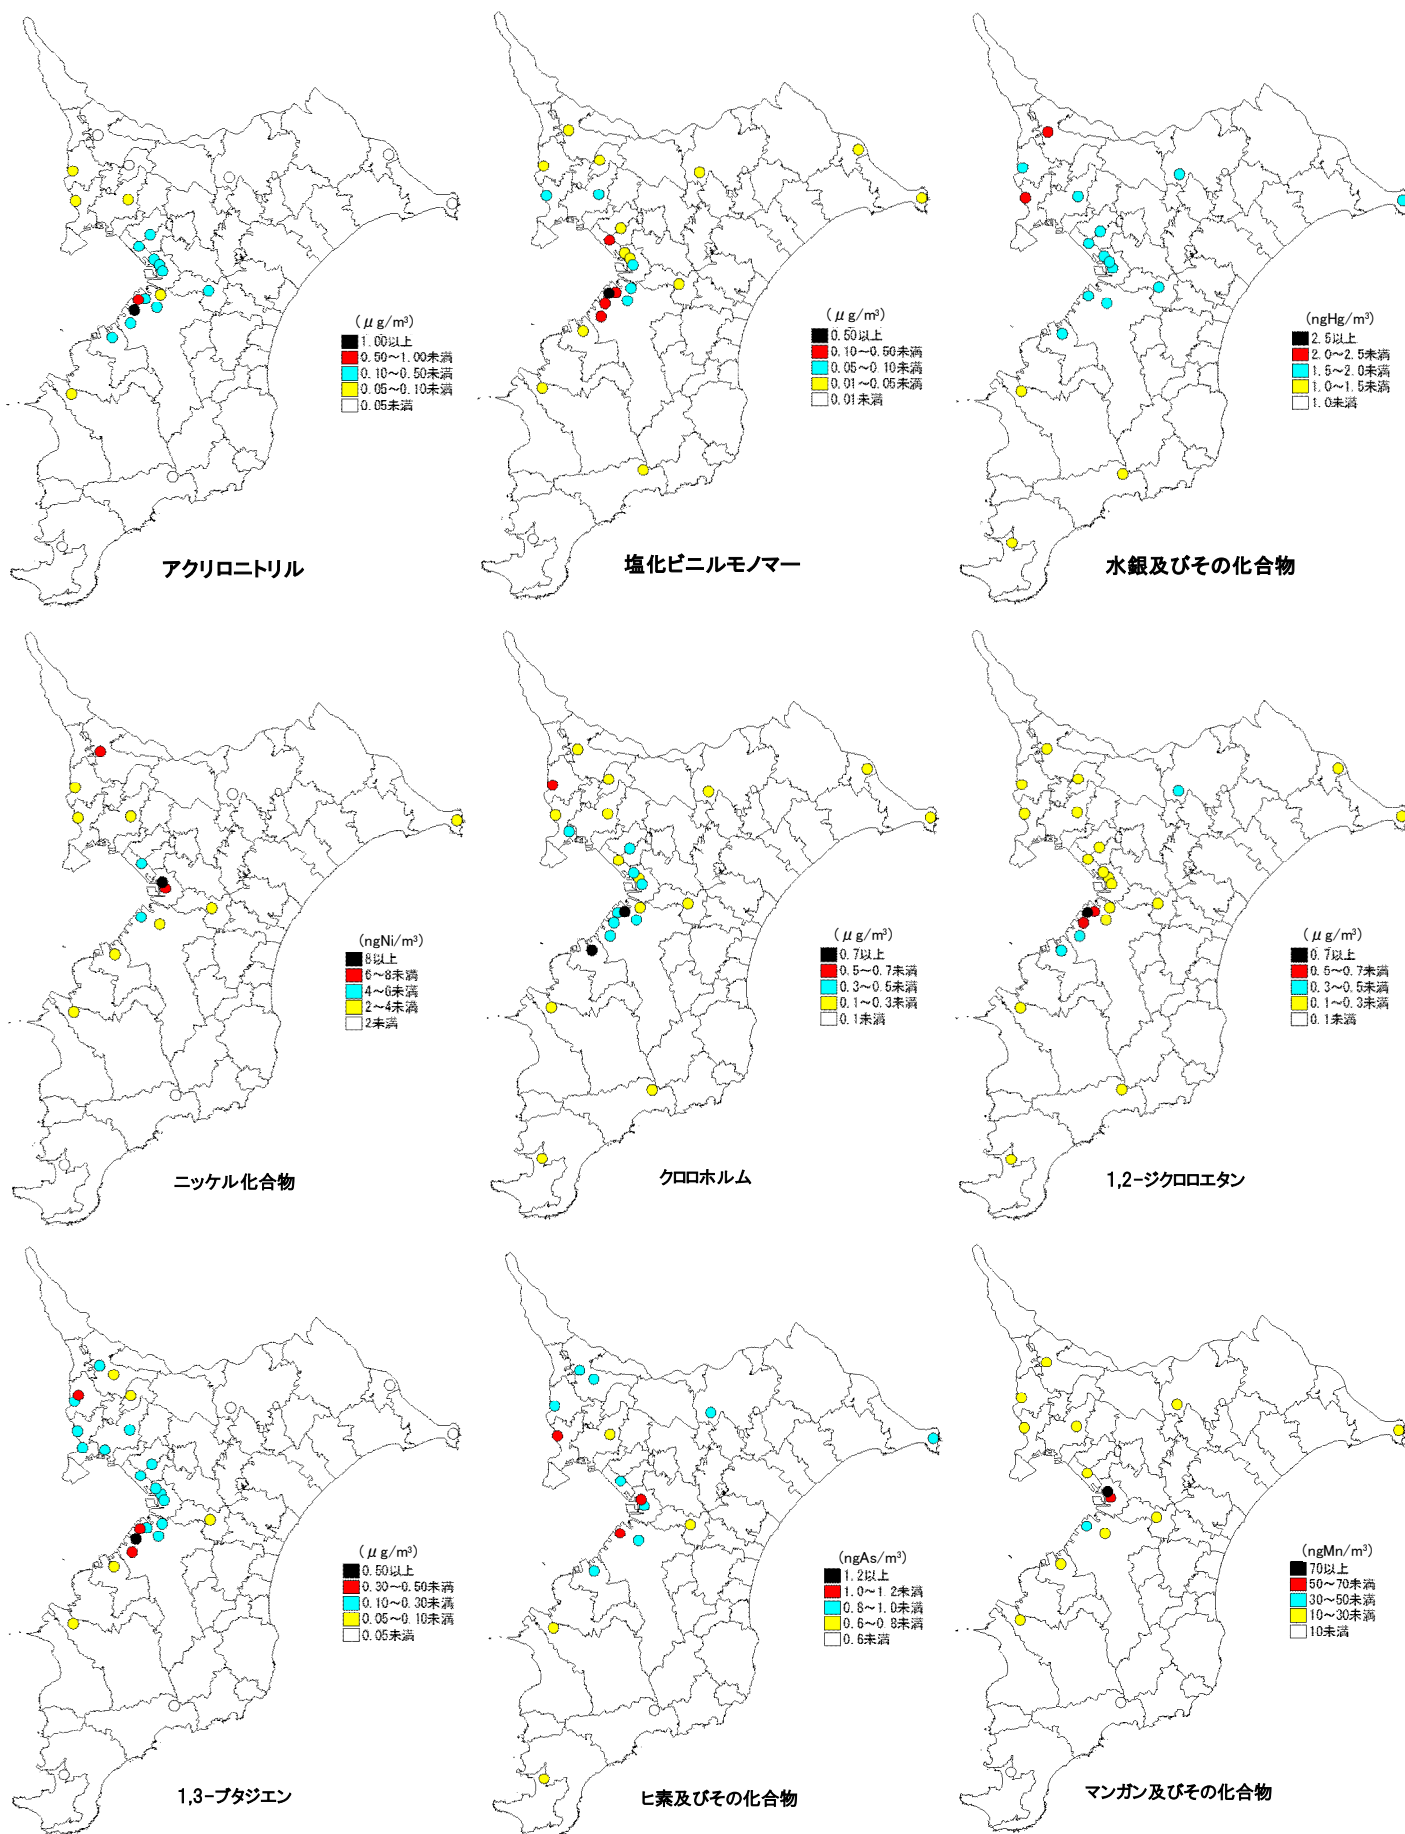 (μg/m³)
1.00以上
0.50～1.00未満
0.10～0.50未満
0.05～0.10未満
0.05未満
アクリロニトリル
(μg/m³)
0.50以上
0.10～0.50未満
0.05～0.10未満
0.01～0.05未満
0.01未満
塩化ビニルモノマー
(ngHg/m³)
2.5以上
2.0～2.5未満
1.5～2.0未満
1.0～1.5未満
1.0未満
水銀及びその化合物
(ngNi/m³)
8以上
6～8未満
4～6未満
2～4未満
2未満
ニッケル化合物
(μg/m³)
0.7以上
0.5～0.7未満
0.3～0.5未満
0.1～0.3未満
0.1未満
クロロホルム
(μg/m³)
0.7以上
0.5～0.7未満
0.3～0.5未満
0.1～0.3未満
0.1未満
1,2-ジクロロエタン
(μg/m³)
0.50以上
0.30～0.50未満
0.10～0.30未満
0.05～0.10未満
0.05未満
1,3-ブタジエン
(ngAs/m³)
1.2以上
1.0～1.2未満
0.8～1.0未満
0.6～0.8未満
0.6未満
ヒ素及びその化合物
(ngMn/m³)
70以上
50～70未満
30～50未満
10～30未満
10未満
マンガン及びその化合物